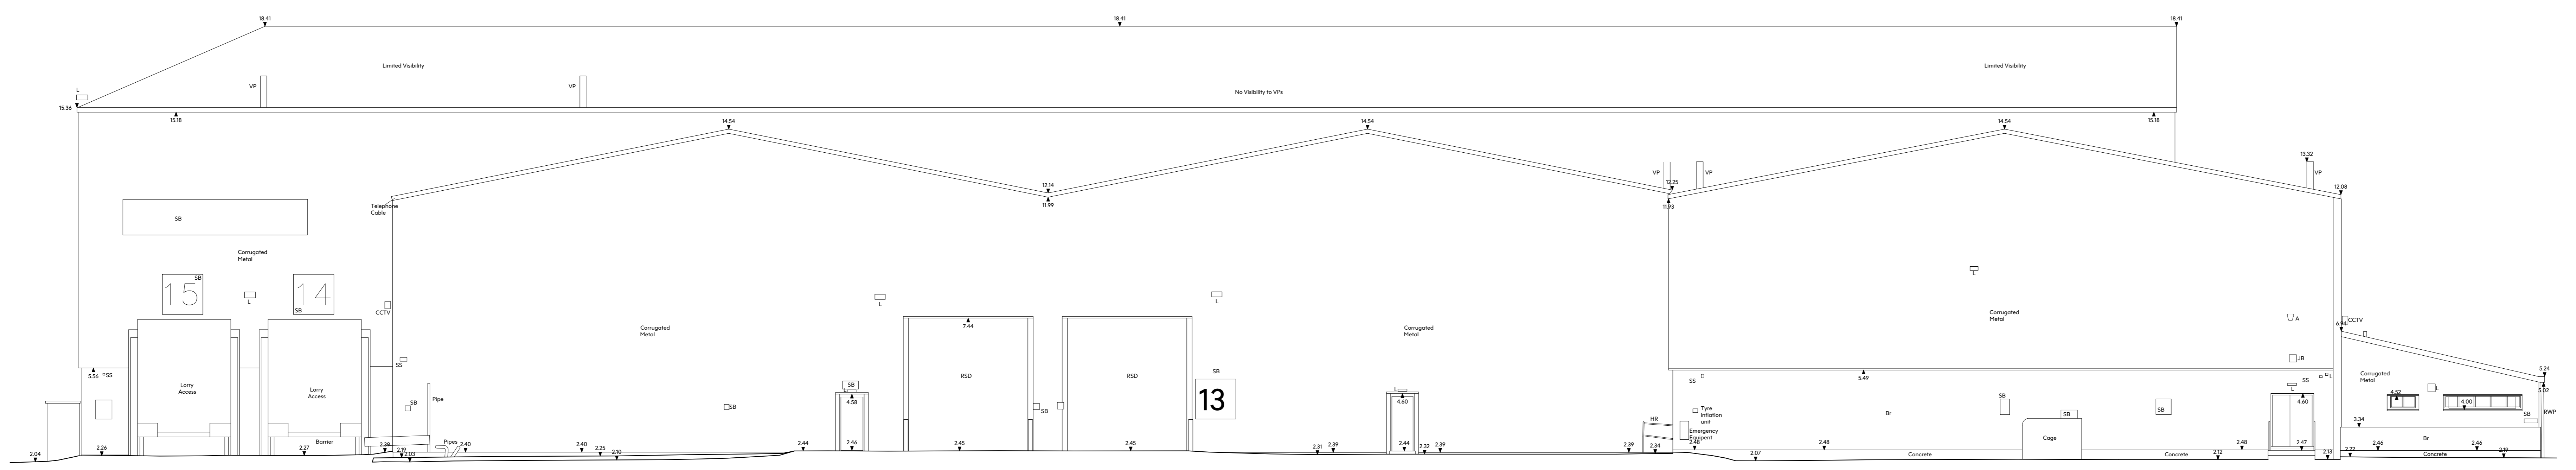 18.41
18.41
18.41
Limited Visibility
Limited Visibility
VP
VP
L
No Visibility to VPs
15.36
15.18
15.18
14.54
14.54
14.54
13.32
VP
VP
VP
12.25
12.14
12.08
Telephone
Cable
11.99
11.93
SB
Corrugated
Metal
SB
15
14
SB
L
CCTV
L
L
L
Corrugated
Metal
A
CCTV
6.94
7.44
Corrugated
Metal
Corrugated
Metal
JB
SS
5.56
SS
RSD
RSD
SB
5.49
SS
SS
L
L
Corrugated
Metal
5.24
5.02
Lorry
Access
Lorry
Access
SB
L
4.52
L
Pipe
SB
SB
4.58
SB
13
4.60
SB
SB
4.60
4.00
Tyre
inflation
unit
SB
Br
SB
RWP
HR
3.34
Emergency
Equipent
Cage
Br
Barrier
Pipes
2.04
2.26
2.27
2.39
2.19
2.03
2.40
2.40
2.25
2.10
2.44
2.46
2.45
2.45
2.31
2.39
2.44
2.32
2.39
2.39
2.34
2.48
2.07
2.48
Concrete
Concrete
2.12
2.48
2.47
2.13
2.22
2.46
Concrete
2.46
2.19